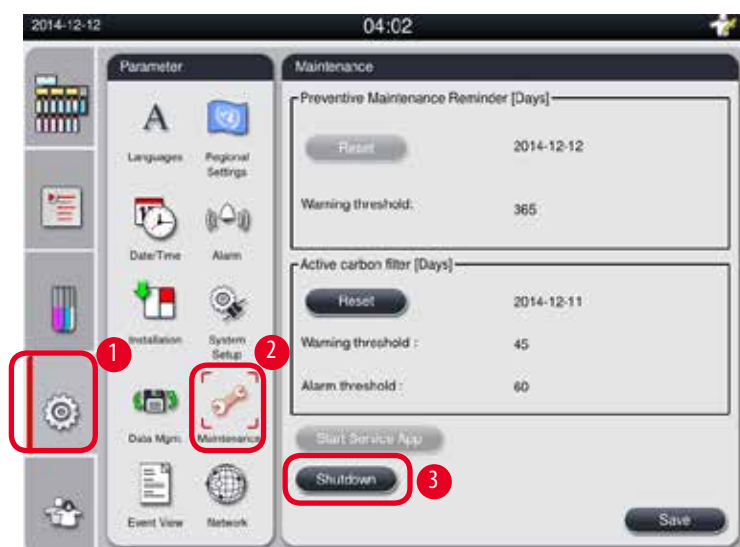 2014-12-12
04:02
Parameter
Languages
Regional Settings
Date/Time
Alarm
Installation
System Setup
Data Mgm.
Maintenance
Event View
Network
Maintenance
Preventive Maintenance Reminder [Days]
Reset
2014-12-12
Warning threshold:
365
Active carbon filter [Days]
Reset
2014-12-11
Warning threshold :
45
Alarm threshold :
60
Start Service App
Shutdown
Save
1
2
3